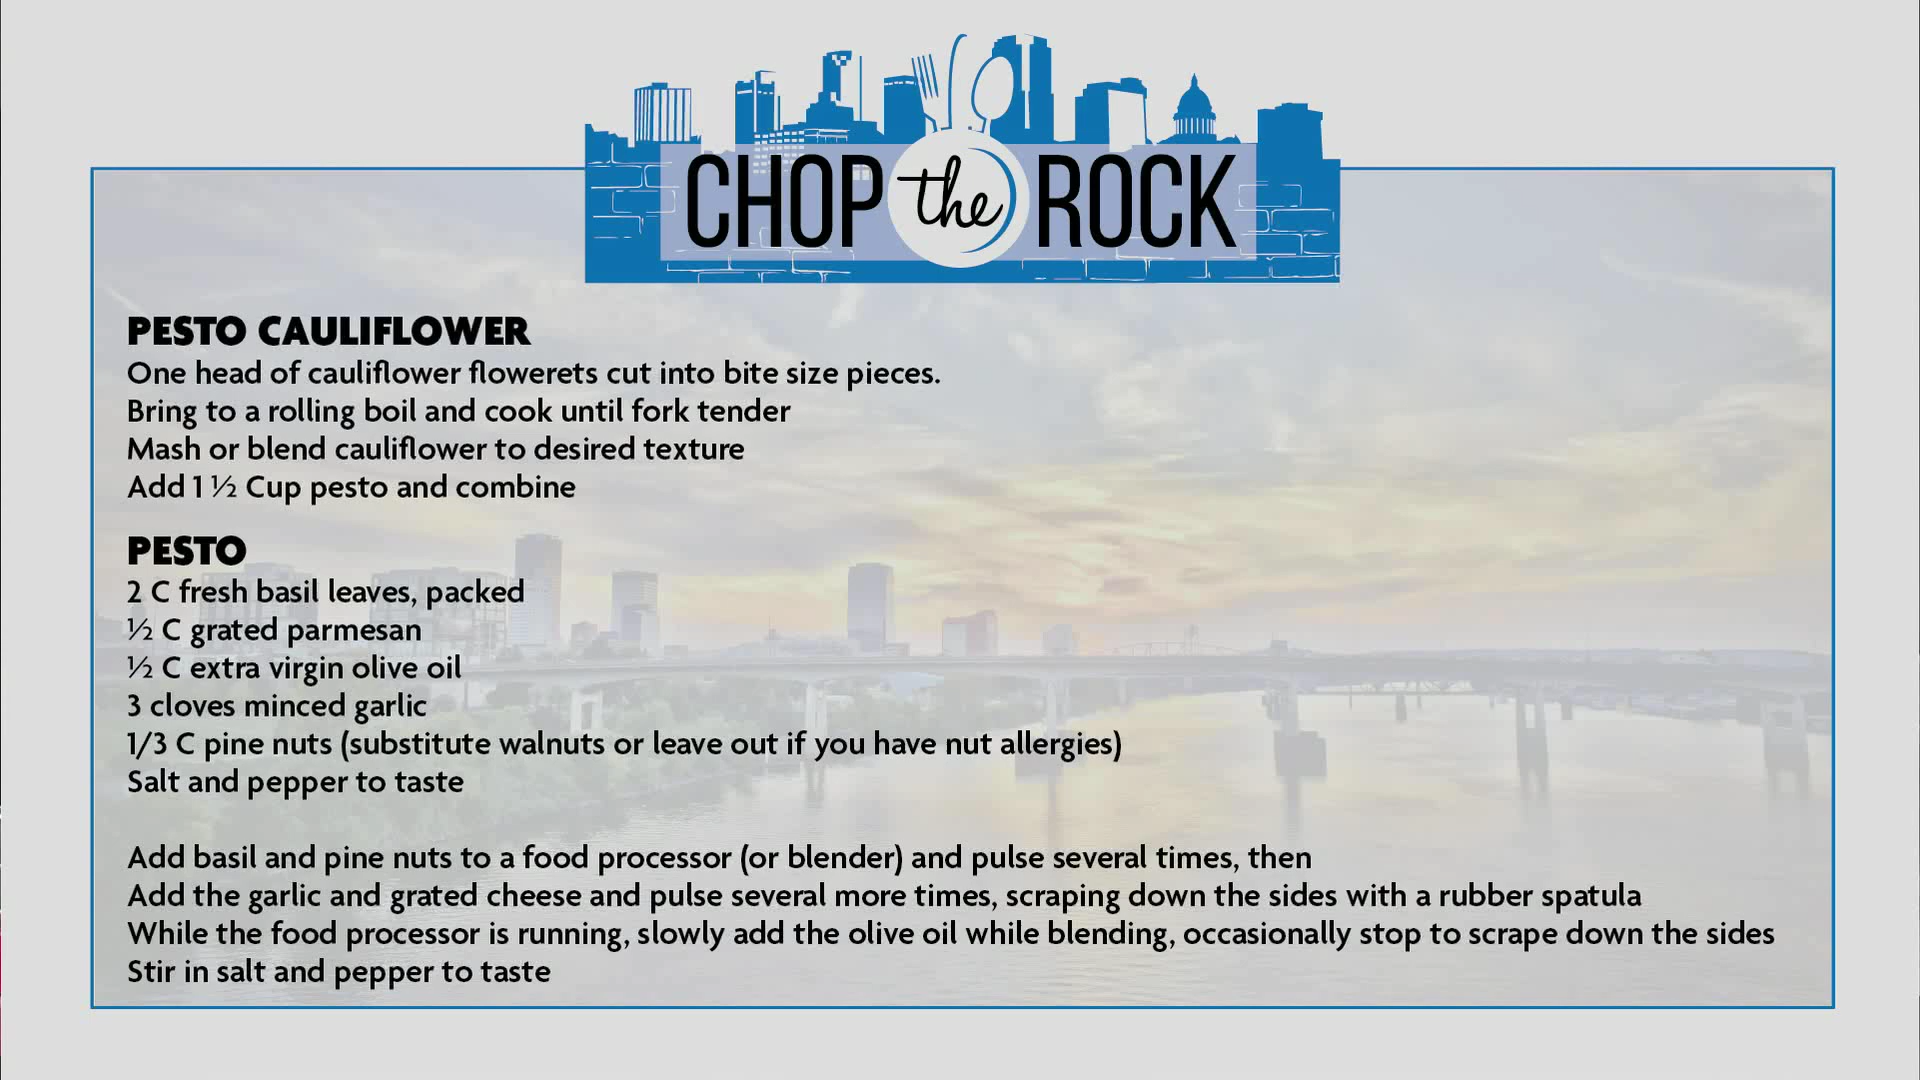 CHOP the ROCK
PESTO CAULIFLOWER
One head of cauliflower flowerets cut into bite size pieces.
Bring to a rolling boil and cook until fork tender
Mash or blend cauliflower to desired texture
Add 1 ½ Cup pesto and combine
PESTO
2 C fresh basil leaves, packed
½ C grated parmesan
½ C extra virgin olive oil
3 cloves minced garlic
1/3 C pine nuts (substitute walnuts or leave out if you have nut allergies)
Salt and pepper to taste
Add basil and pine nuts to a food processor (or blender) and pulse several times, then
Add the garlic and grated cheese and pulse several more times, scraping down the sides with a rubber spatula
While the food processor is running, slowly add the olive oil while blending, occasionally stop to scrape down the sides
Stir in salt and pepper to taste